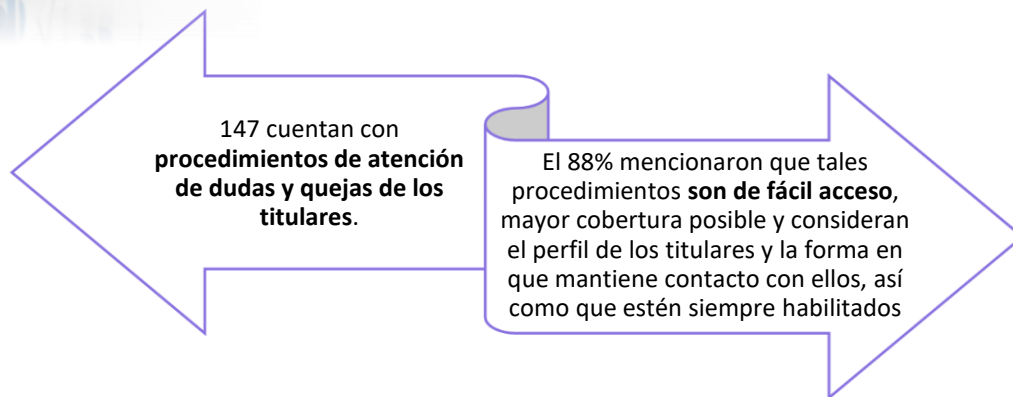 147 cuentan con
procedimientos de atención
de dudas y quejas de los
titulares.
El 88% mencionaron que tales
procedimientos son de fácil acceso,
mayor cobertura posible y consideran
el perfil de los titulares y la forma en
que mantiene contacto con ellos, así
como que estén siempre habilitados